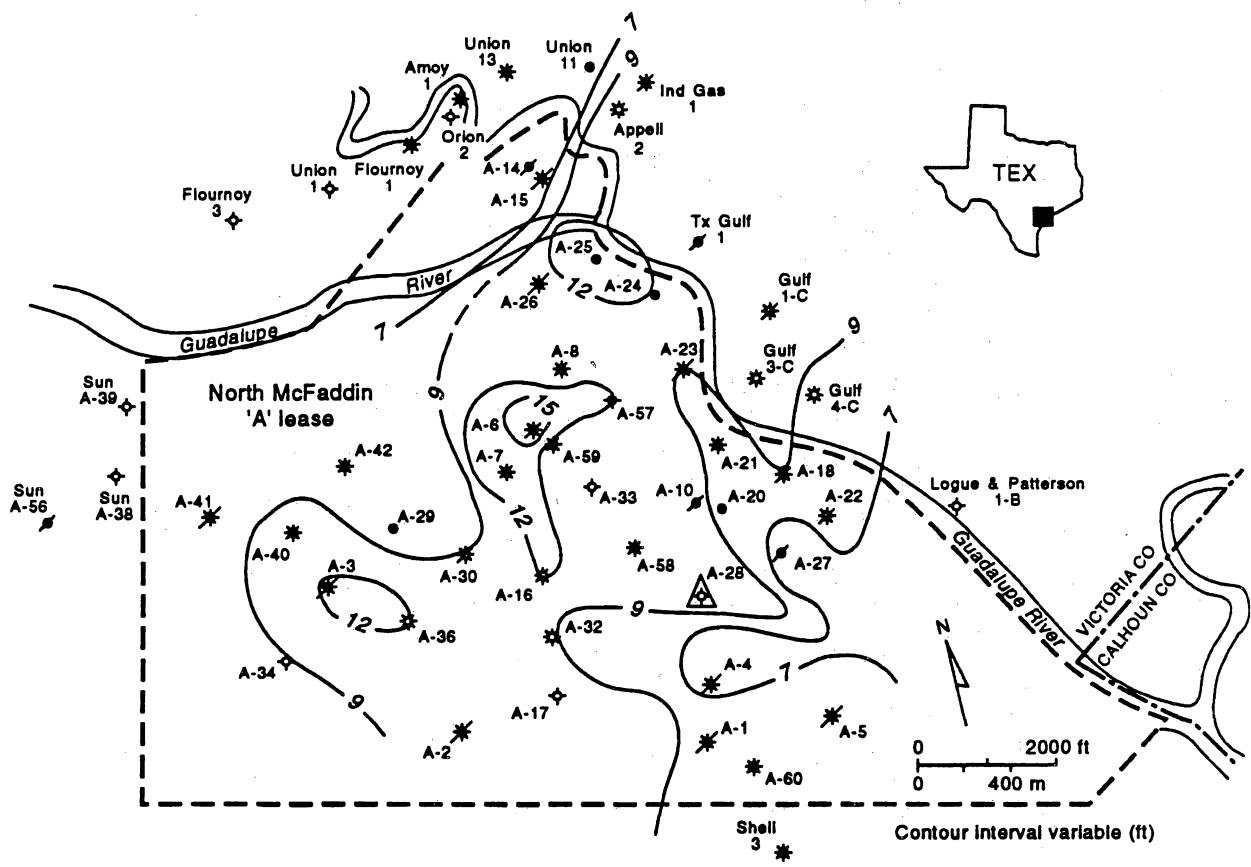 7
9
Union
13
Union
11
Amoy
1
Ind Gas
1
Orion
2
Appell
2
Union
1
Flournoy
1
A-14
A-15
TEX
Flournoy
3
Tx Gulf
1
A-25
River
12
A-24
A-26
Gulf
1-C
Guadalupe
7
9
A-8
A-23
Gulf
3-C
Sun
A-39
North McFaddin
'A' lease
9
Gulf
4-C
15
A-57
7
A-6
A-42
A-7
A-59
A-21
A-18
Sun
A-38
Sun
A-56
A-41
A-33
A-10
A-20
A-22
Logue & Patterson
1-B
12
A-29
A-40
A-30
A-58
A-27
Guadalupe River
VICTORIA CO
CALHOUN CO
A-3
A-16
A-28
12
A-36
9
A-32
N
A-34
A-4
7
9
A-17
A-2
A-1
A-5
0 2000 ft
0 400 m
A-60
Shell
3
Contour interval variable (ft)